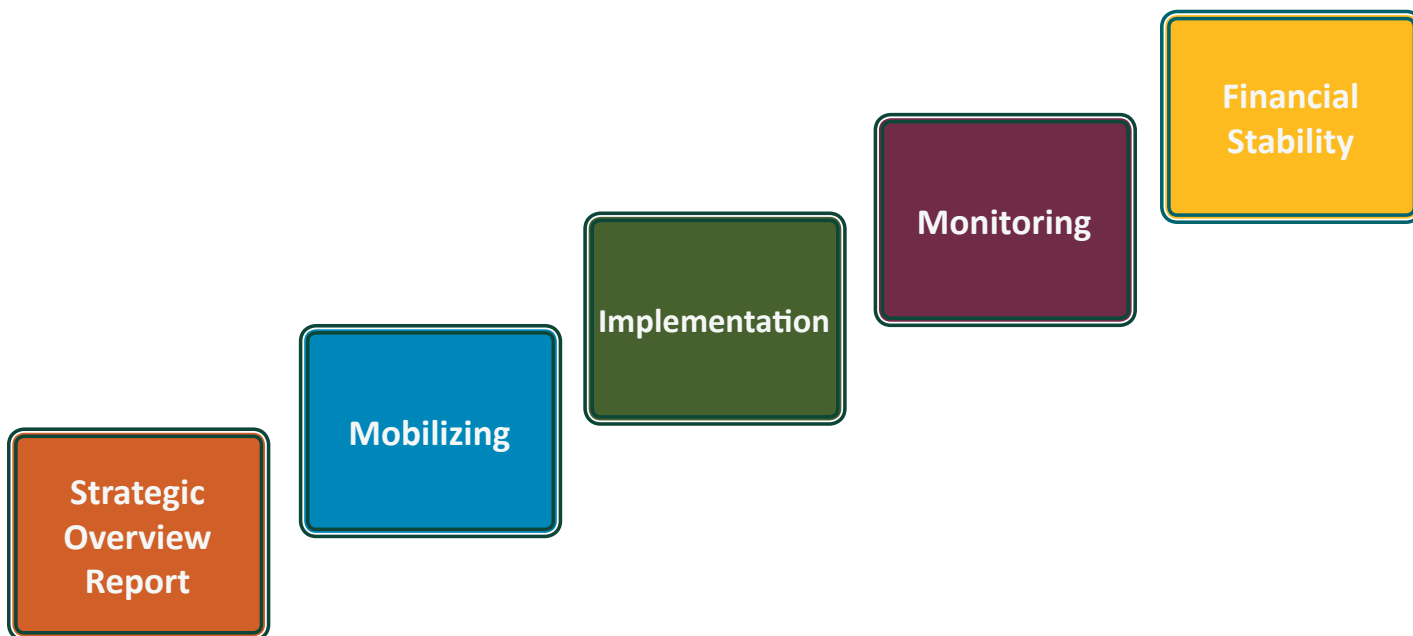 Strategic
Overview
Report
Mobilizing
Implementation
Monitoring
Financial
Stability